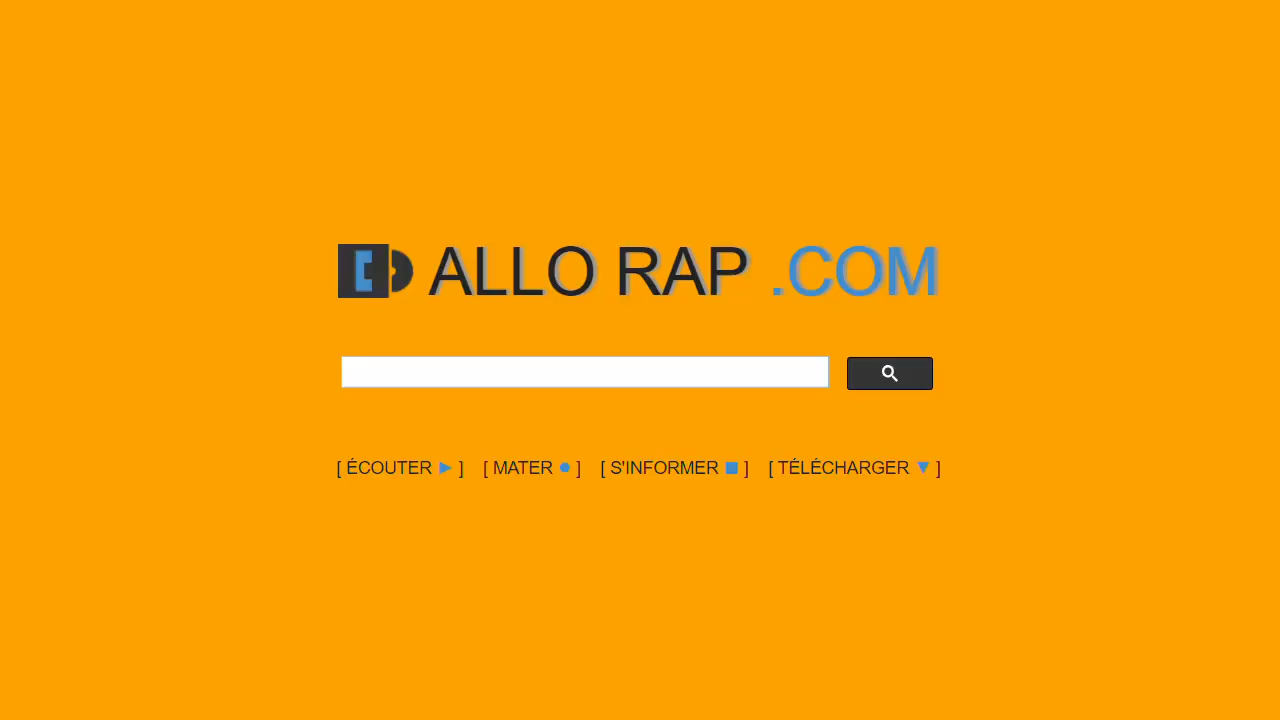 ALLO RAP .COM
[ ÉCOUTER ▶ ] [ MATER ● ] [ S'INFORMER ■ ] [ TÉLÉCHARGER ▼ ]